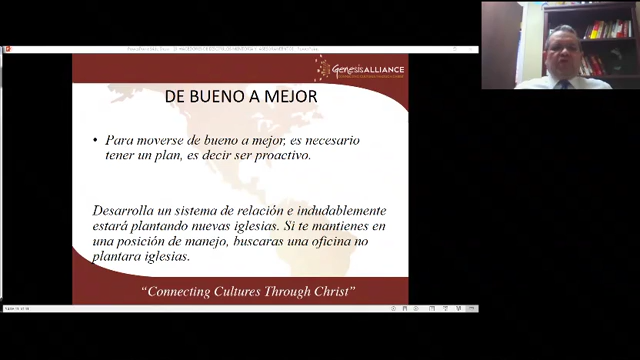 GenesisALLIANCE
DE BUENO A MEJOR
• Para moverse de bueno a mejor, es necesario
tener un plan, es decir ser proactivo.
Desarrolla un sistema de relación e indudablemente
estará plantando nuevas iglesias. Si te mantienes
en una posición de manejo, buscaras una oficina no
plantara iglesias.
“Connecting Cultures Through Christ”